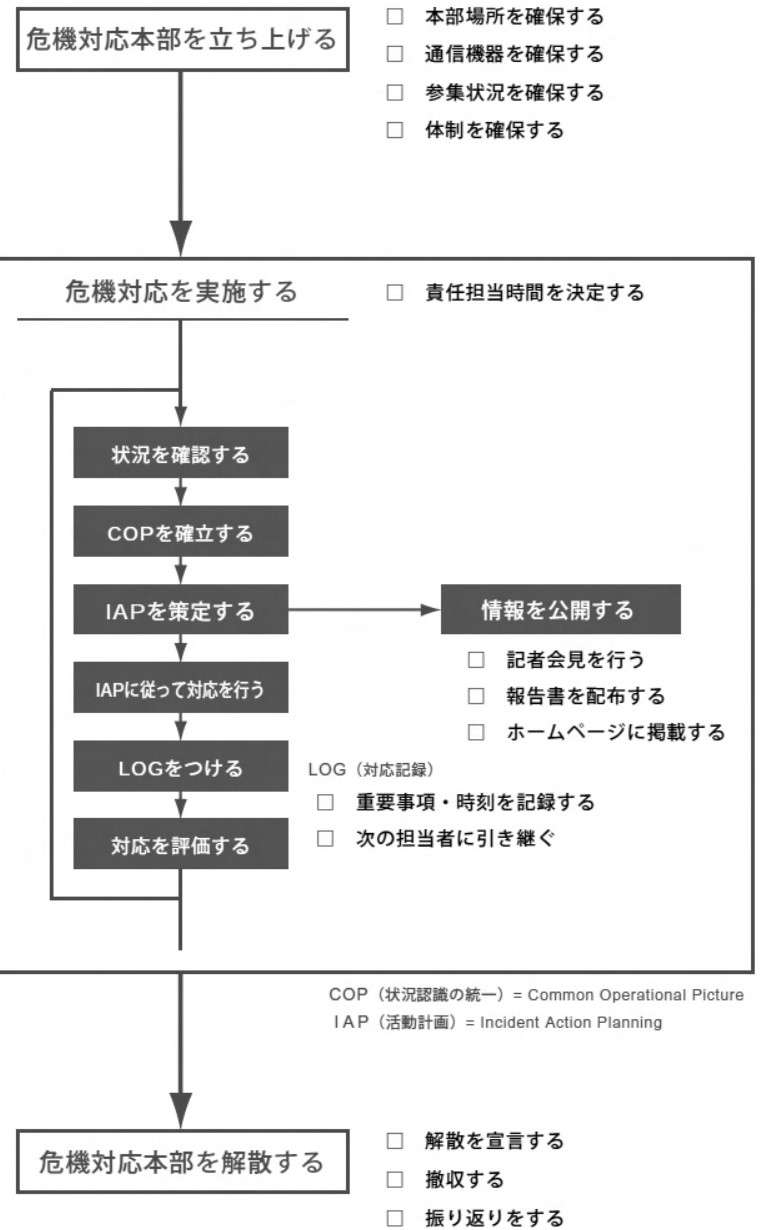 危機対応本部を立ち上げる
□ 本部場所を確保する
□ 通信機器を確保する
□ 参集状況を確保する
□ 体制を確保する
危機対応を実施する
□ 責任担当時間を決定する
状況を確認する
COPを確立する
IAPを策定する
情報を公開する
□ 記者会見を行う
□ 報告書を配布する
□ ホームページに掲載する
IAPに従って対応を行う
LOGをつける
LOG（対応記録）
□ 重要事項・時刻を記録する
□ 次の担当者に引き継ぐ
対応を評価する
COP（状況認識の統一）= Common Operational Picture
IAP（活動計画）= Incident Action Planning
危機対応本部を解散する
□ 解散を宣言する
□ 撤収する
□ 振り返りをする